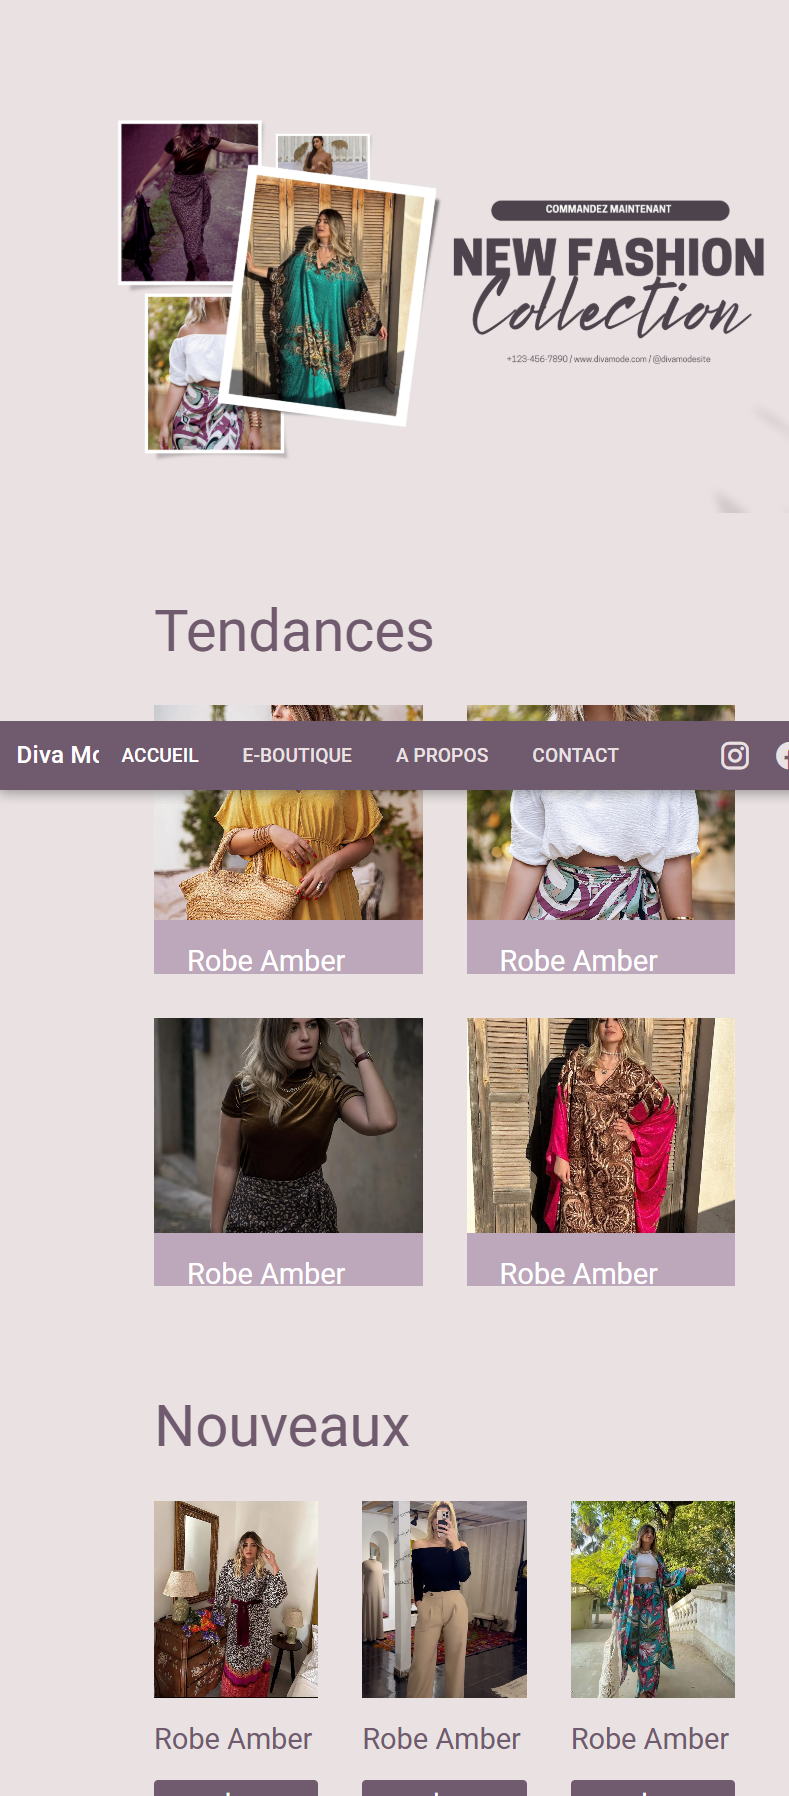 COMMANDEZ MAINTENANT
NEW FASHION
Collection
+123-456-7890 / www.divamode.com / @divamodesite
Tendances
Diva Mo ACCUEIL E-BOUTIQUE A PROPOS CONTACT
Robe Amber Robe Amber
Robe Amber Robe Amber
Nouveaux
Robe Amber Robe Amber Robe Amber